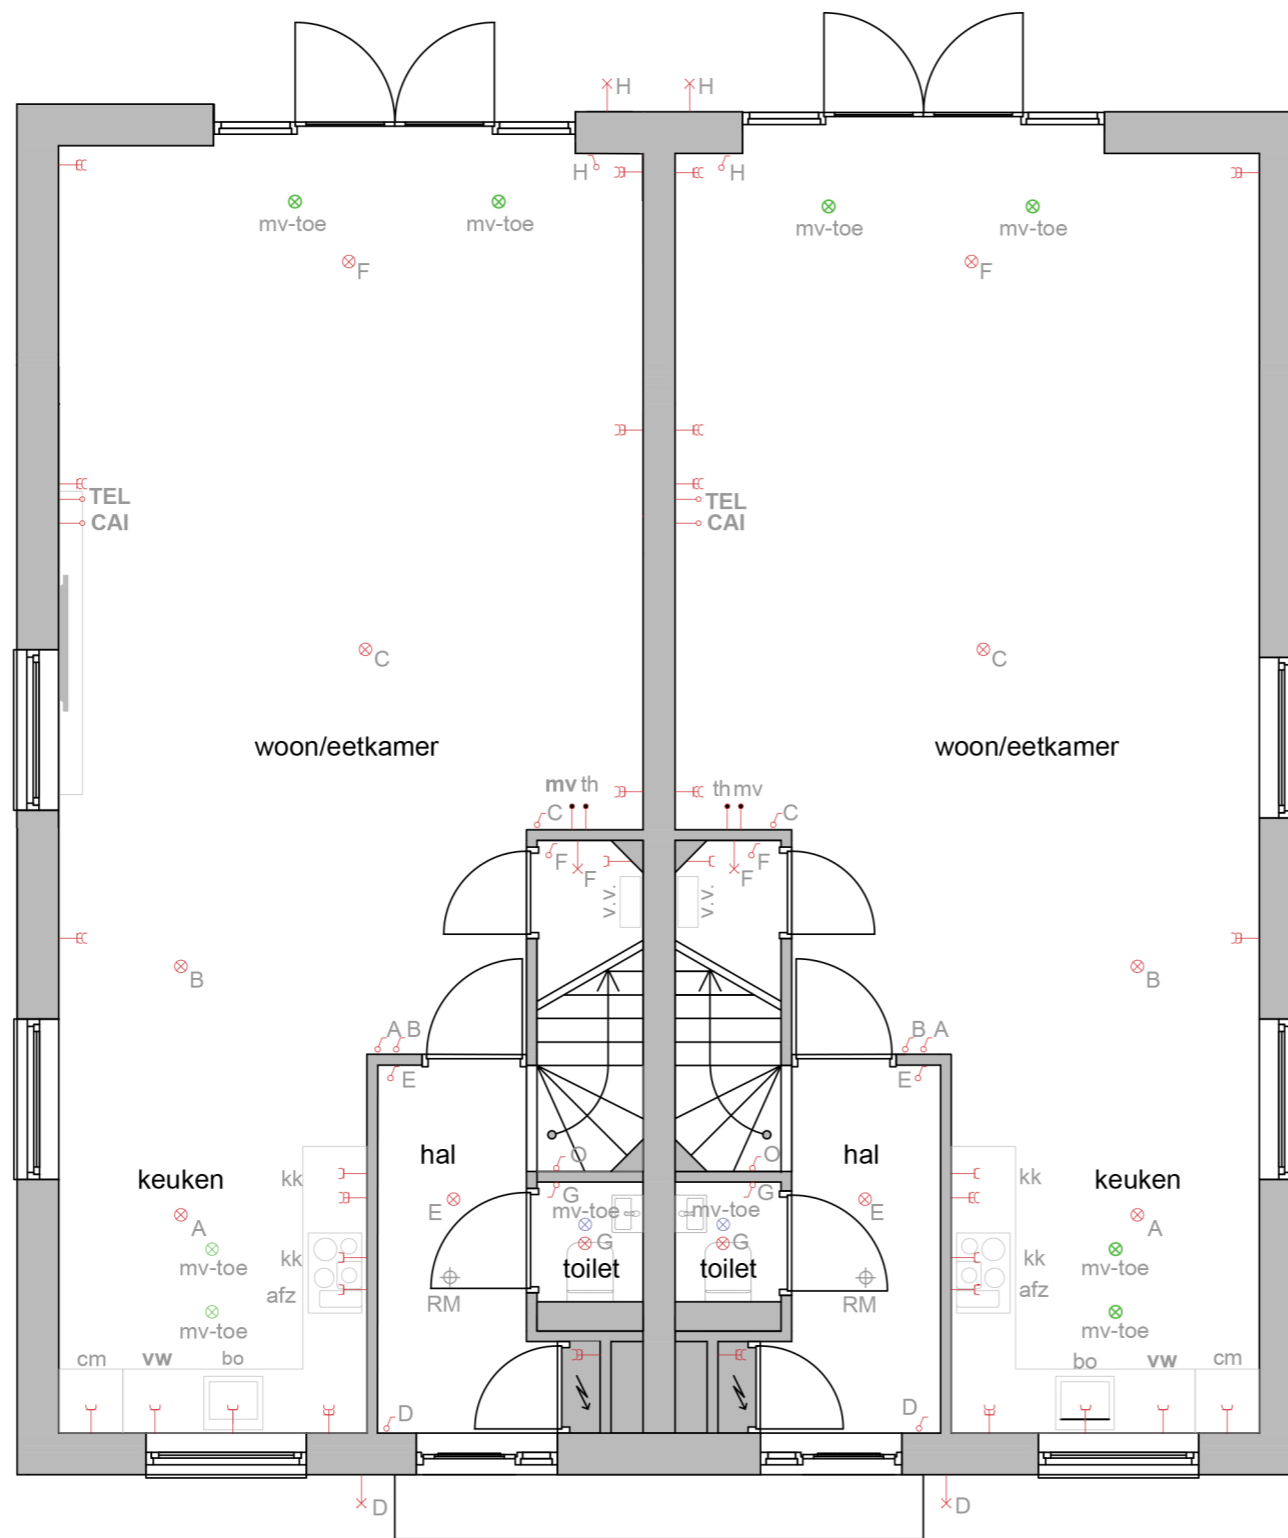 H H
H H
mv-toe mv-toe mv-toe mv-toe
F F
TEL TEL
CAI CAI
C C
woon/eetkamer woon/eetkamer
mv th th mv
C C
F F
F F
v.v. v.v.
B B
A B B A
E E
hal hal
O O
keuken kk G G kk keuken
A E mv-toe mv-toe E A
G G
mv-toe kk kk mv-toe
toilet toilet
afz RM RM afz
mv-toe mv-toe
cm vw bo bo vw cm
D D
D D